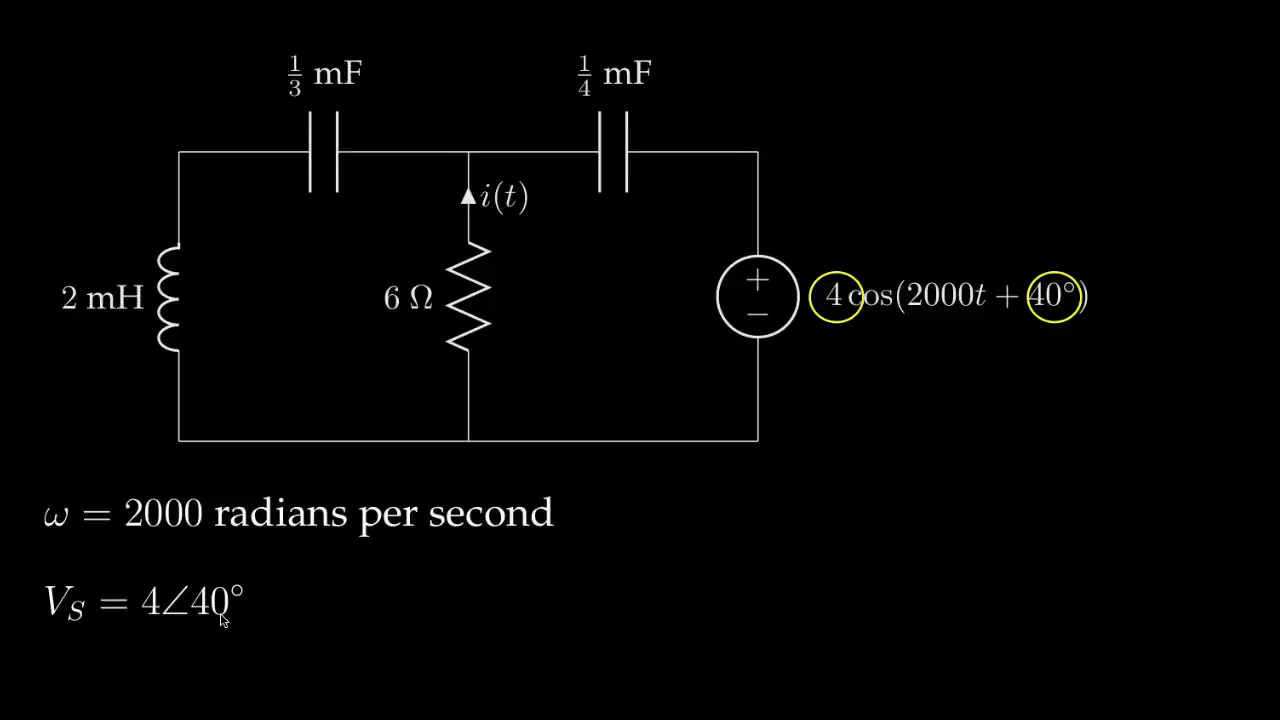 1/3 mF
1/4 mF
i(t)
2 mH
6 Ω
+
−
4 cos(2000t + 40°)
ω = 2000 radians per second
V_S = 4∠40°